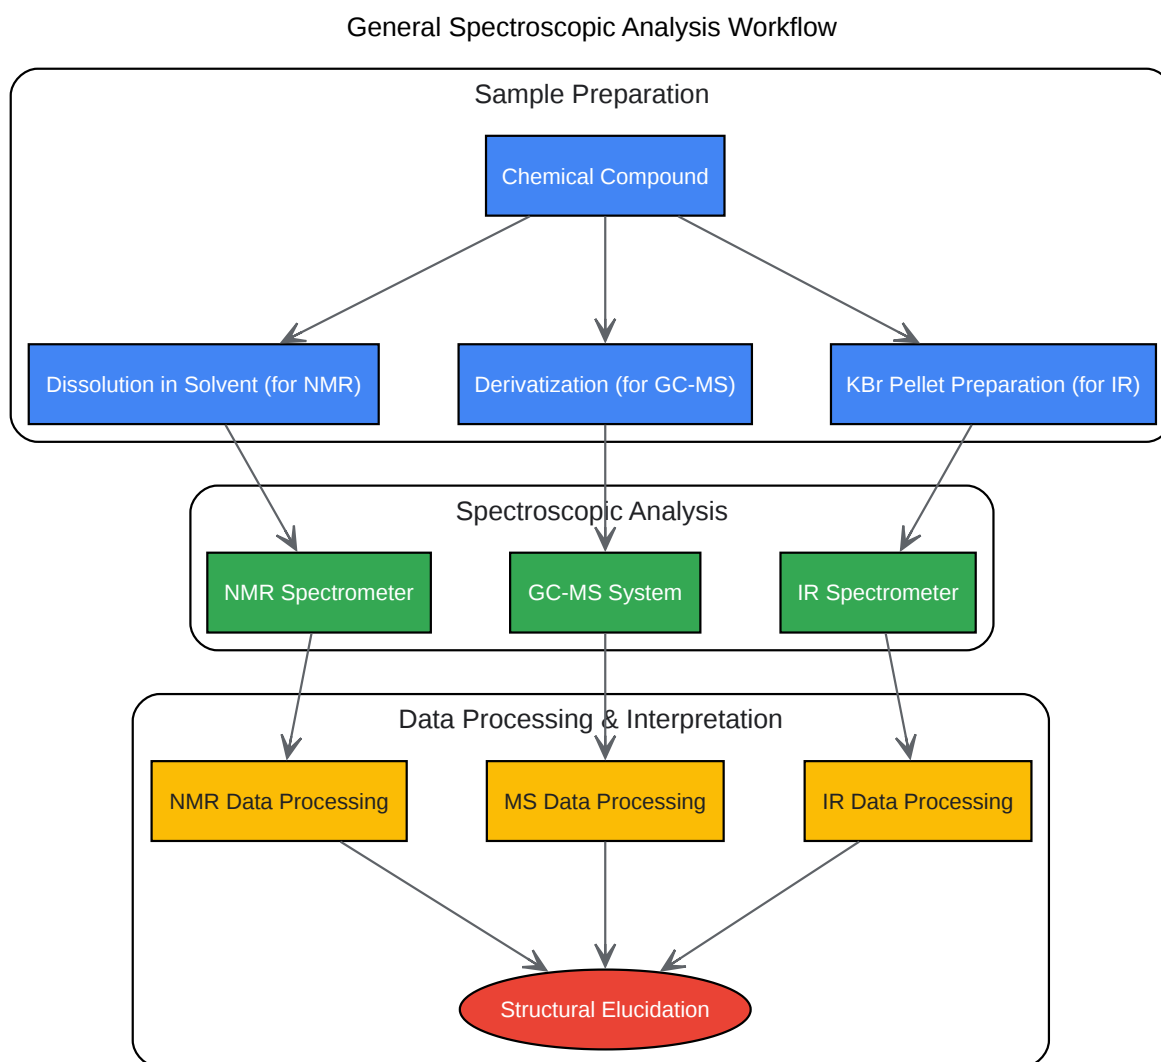 General Spectroscopic Analysis Workflow
Sample Preparation
Chemical Compound
Dissolution in Solvent (for NMR)
Derivatization (for GC-MS)
KBr Pellet Preparation (for IR)
Spectroscopic Analysis
NMR Spectrometer
GC-MS System
IR Spectrometer
Data Processing & Interpretation
NMR Data Processing
MS Data Processing
IR Data Processing
Structural Elucidation